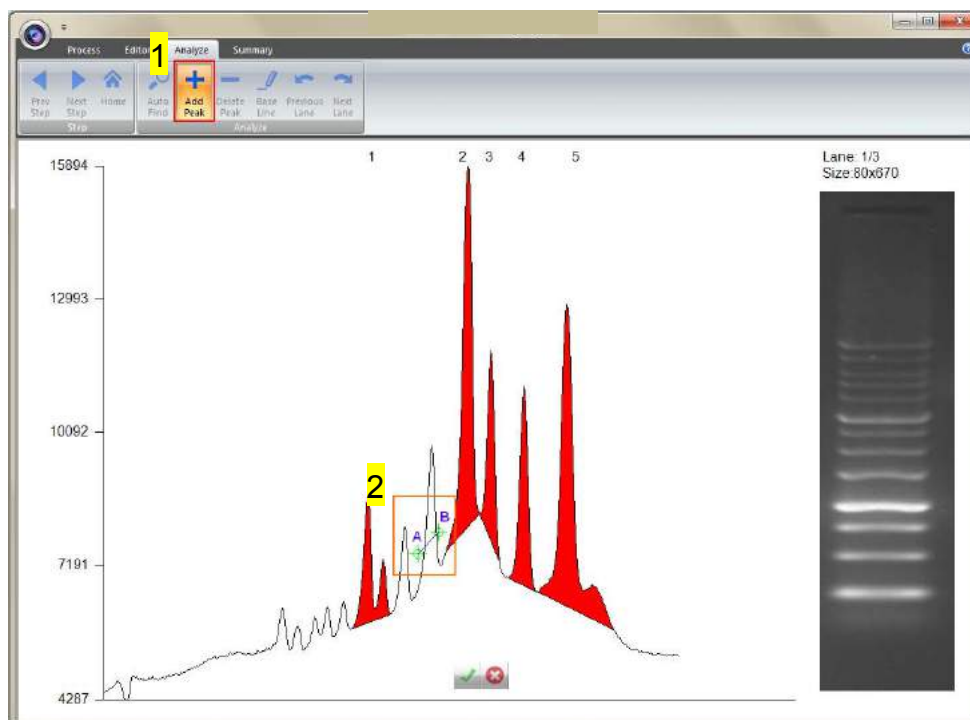 Process Editor Analyze Summary
1
Prev Step
Next Step
Home
Auto Find
Add Peak
Delete Peak
Base Line
Previous Lane
Next Lane
Step
Analyze
1 2 3 4 5
Lane: 1/3
Size:80x670
15894
12993
10092
7191
4287
2
A
B